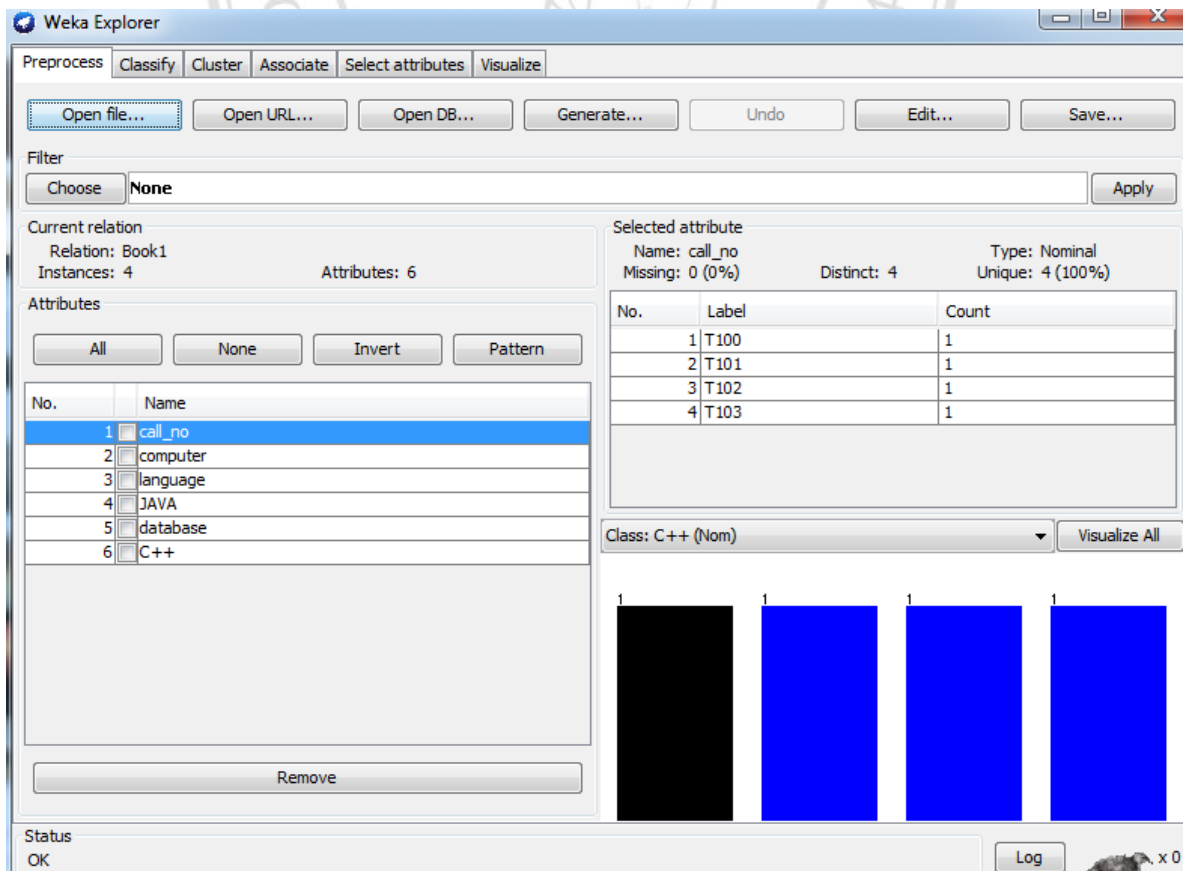 Weka Explorer
Preprocess Classify Cluster Associate Select attributes Visualize
Open file... Open URL... Open DB... Generate... Undo Edit... Save...
Filter
Choose None Apply
Current relation
Relation: Book1
Instances: 4 Attributes: 6
Attributes
All None Invert Pattern
No. Name
1 call_no
2 computer
3 language
4 JAVA
5 database
6 C++
Remove
Selected attribute
Name: call_no Type: Nominal
Missing: 0 (0%) Distinct: 4 Unique: 4 (100%)
No. Label Count
1 T100 1
2 T101 1
3 T102 1
4 T103 1
Class: C++ (Nom) Visualize All
1 1 1 1
Status
OK Log x 0